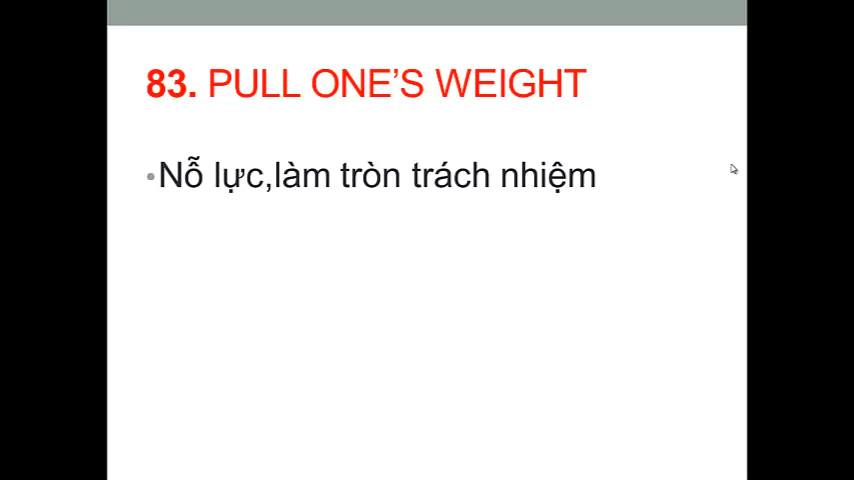 83. PULL ONE’S WEIGHT
•Nỗ lực,làm tròn trách nhiệm